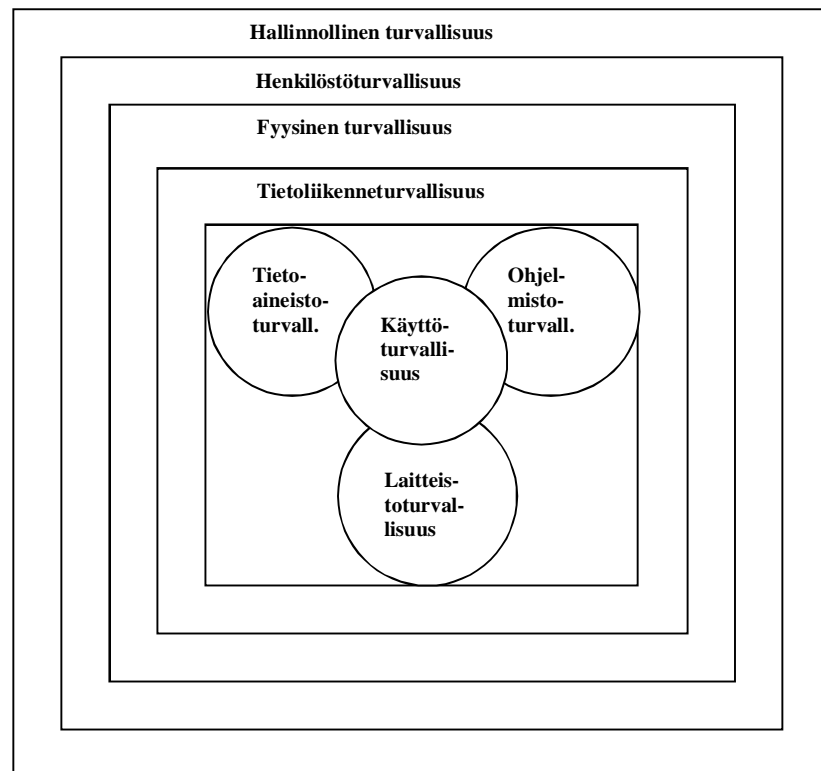 Hallinnollinen turvallisuus
Henkilöstöturvallisuus
Fyysinen turvallisuus
Tietoliikenneturvallisuus
Tieto-
aineisto-
turvall.
Ohjel-
misto-
turvall.
Käyttö-
turvalli-
suus
Laitteis-
toturval-
lisuus